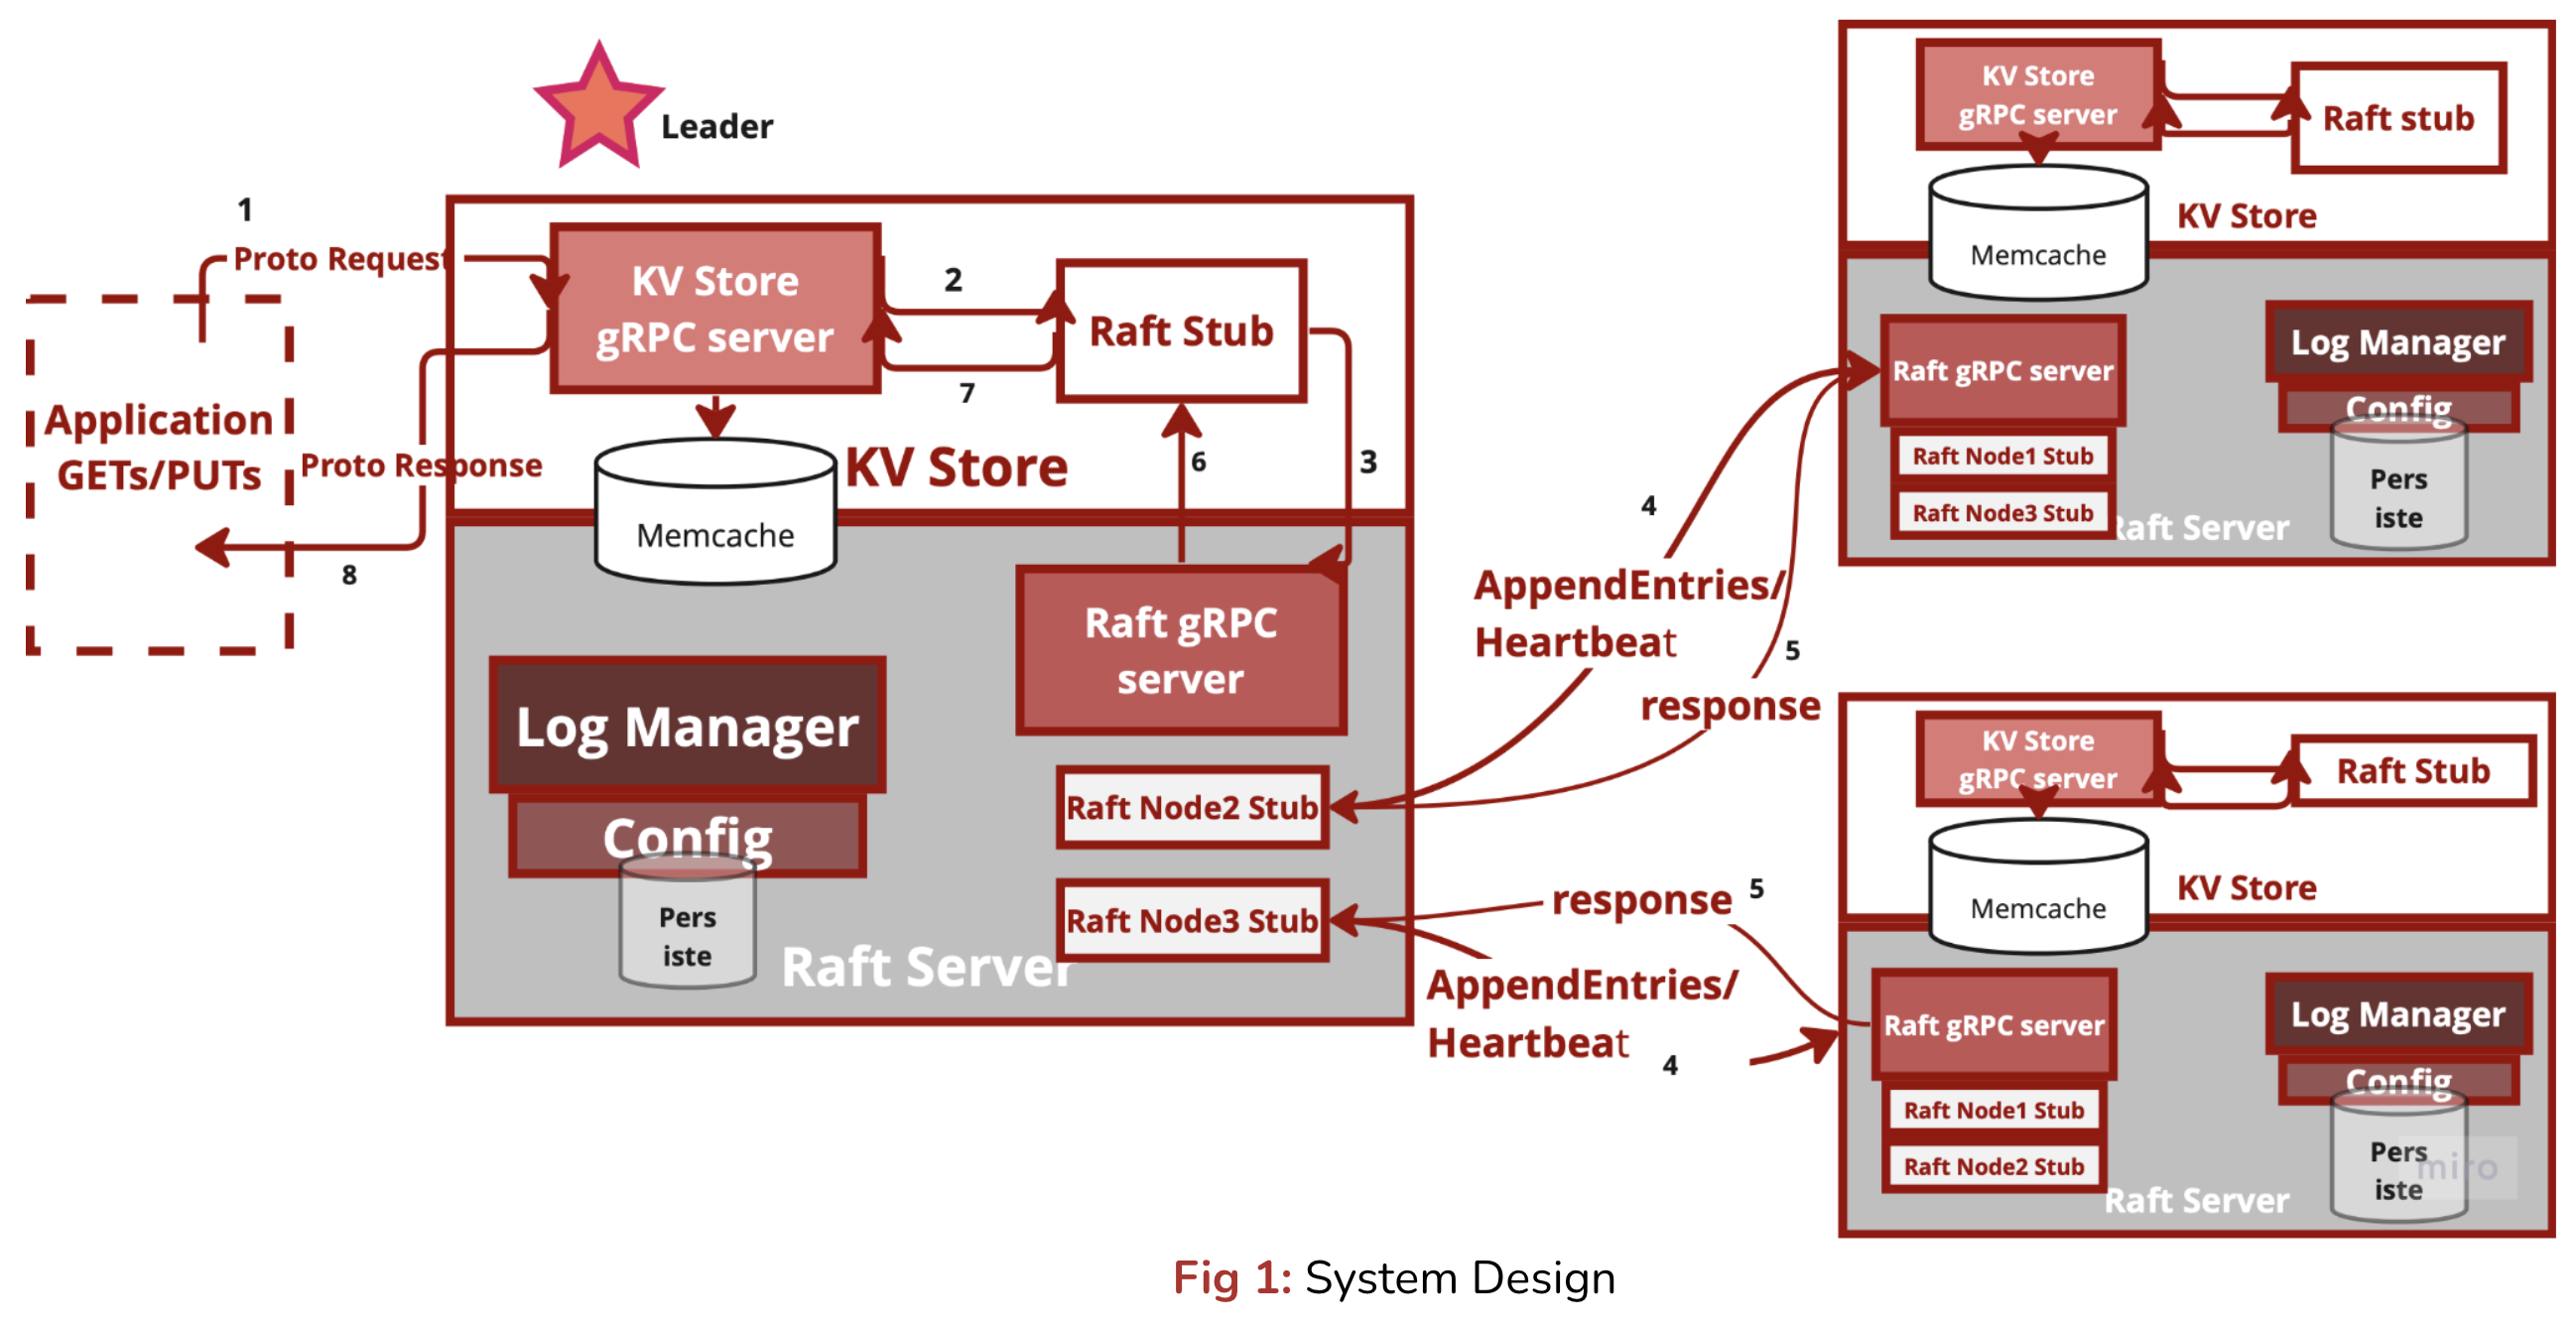 Leader
1
Proto Request
Application
GETs/PUTs
Proto Response
8
KV Store
gRPC server
2
7
Raft Stub
3
6
KV Store
Memcache
Raft gRPC
server
Log Manager
Config
Pers
iste
Raft Server
Raft Node2 Stub
Raft Node3 Stub
4
AppendEntries/
Heartbeat
5
response
response
5
AppendEntries/
Heartbeat
4
KV Store
gRPC server
Raft stub
KV Store
Memcache
Raft gRPC server
Raft Node1 Stub
Raft Node3 Stub
Raft Server
Log Manager
Config
Pers
iste
KV Store
gRPC server
Raft Stub
KV Store
Memcache
Raft gRPC server
Raft Node1 Stub
Raft Node2 Stub
Raft Server
Log Manager
Config
Pers
iste
miro
Fig 1: System Design